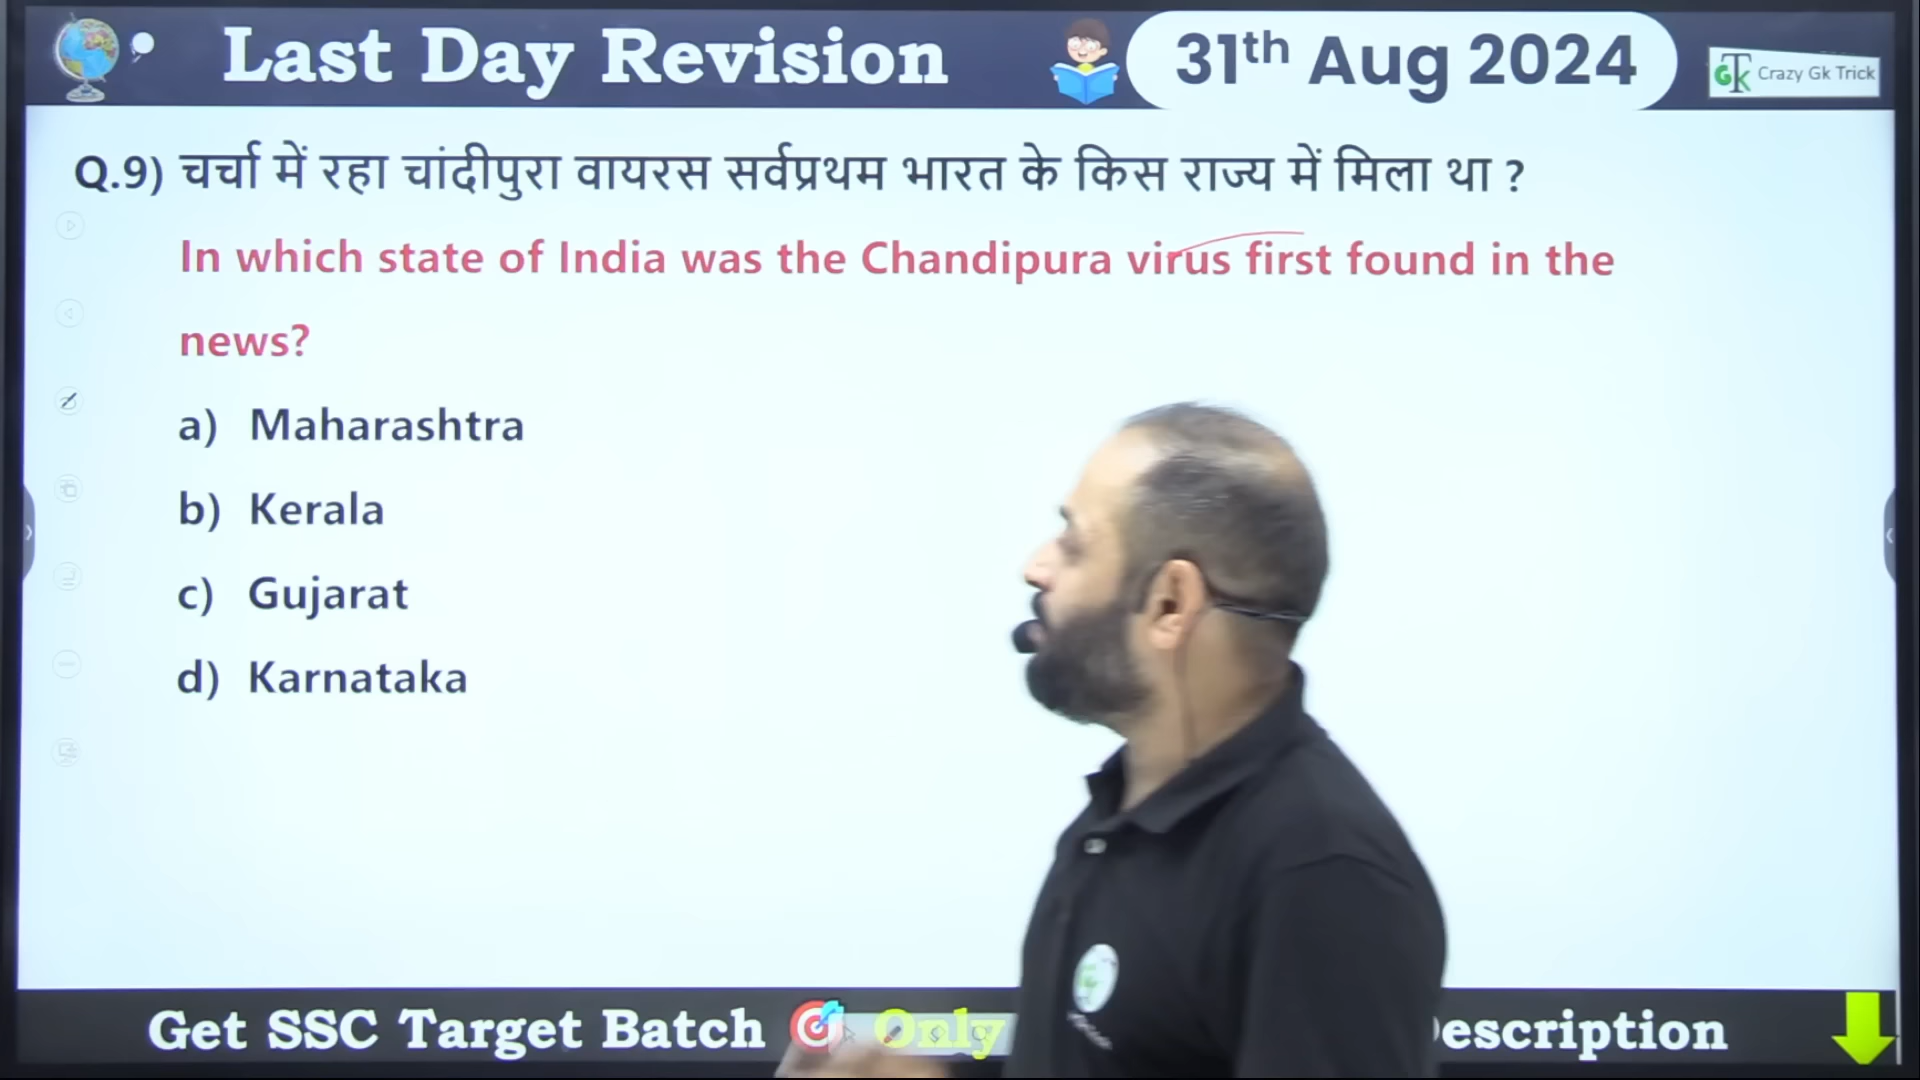 Last Day Revision
31th Aug 2024
GTK Crazy Gk Trick
Q.9) चर्चा में रहा चांदीपुरा वायरस सर्वप्रथम भारत के किस राज्य में मिला था ?
In which state of India was the Chandipura virus first found in the
news?
a) Maharashtra
b) Kerala
c) Gujarat
d) Karnataka
Get SSC Target Batch Only escription